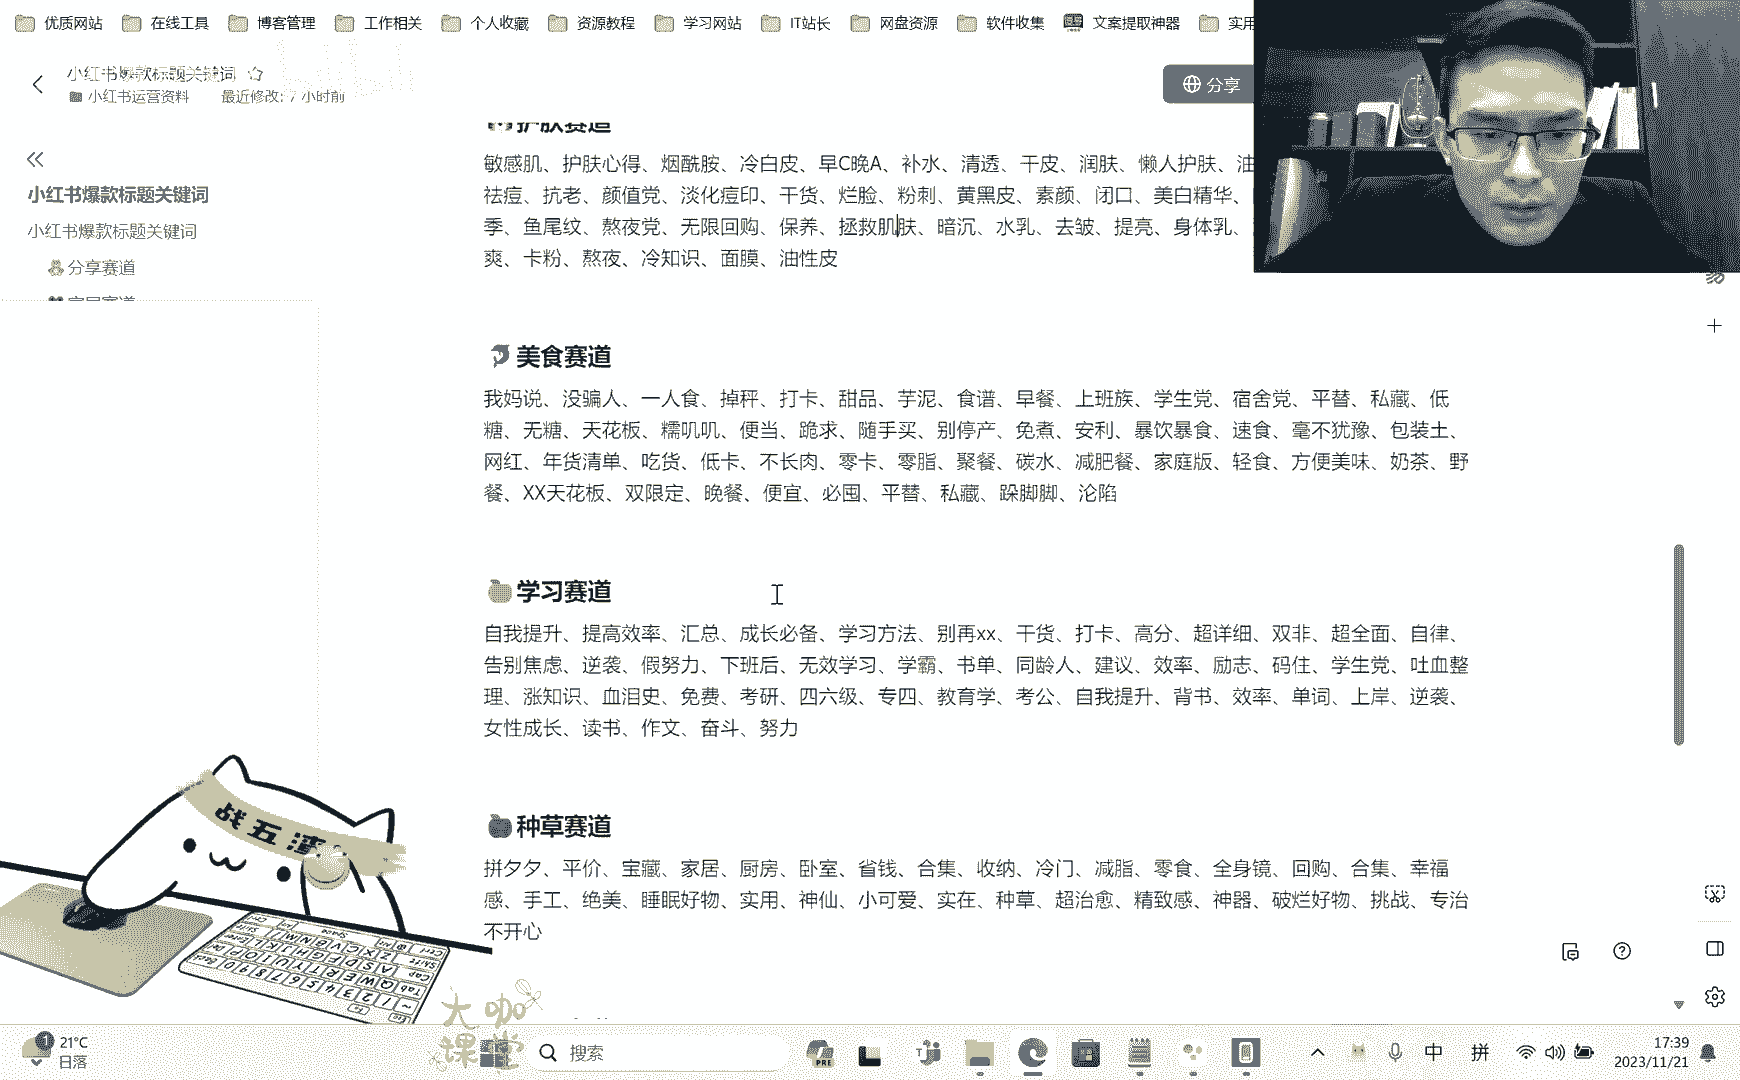 优质网站 在线工具 博客管理 工作相关 个人收藏 资源教程 学习网站 IT站长 网盘资源 软件收集 文案提取神器 实用
小红书爆款标题关键词
小红书运营资料 最近修改: 7 小时前
分享
小红书爆款标题关键词
小红书爆款标题关键词
分享赛道
家居赛道
护肤赛道
敏感肌、护肤心得、烟酰胺、冷白皮、早C晚A、补水、清透、干皮、润肤、懒人护肤、油
祛痘、抗老、颜值党、淡化痘印、干货、烂脸、粉刺、黄黑皮、素颜、闭口、美白精华、
季、鱼尾纹、熬夜党、无限回购、保养、拯救肌肤、暗沉、水乳、去皱、提亮、身体乳、
爽、卡粉、熬夜、冷知识、面膜、油性皮
美食赛道
我妈说、没骗人、一人食、掉秤、打卡、甜品、芋泥、食谱、早餐、上班族、学生党、宿舍党、平替、私藏、低
糖、无糖、天花板、糯叽叽、便当、跪求、随手买、别停产、免煮、安利、暴饮暴食、速食、毫不犹豫、包装土、
网红、年货清单、吃货、低卡、不长肉、零卡、零脂、聚餐、碳水、减肥餐、家庭版、轻食、方便美味、奶茶、野
餐、XX天花板、双限定、晚餐、便宜、必囤、平替、私藏、跺脚脚、沦陷
学习赛道
自我提升、提高效率、汇总、成长必备、学习方法、别再xx、干货、打卡、高分、超详细、双非、超全面、自律、
告别焦虑、逆袭、假努力、下班后、无效学习、学霸、书单、同龄人、建议、效率、励志、码住、学生党、吐血整
理、涨知识、血泪史、免费、考研、四六级、专四、教育学、考公、自我提升、背书、效率、单词、上岸、逆袭、
女性成长、读书、作文、奋斗、努力
种草赛道
拼夕夕、平价、宝藏、家居、厨房、卧室、省钱、合集、收纳、冷门、减脂、零食、全身镜、回购、合集、幸福
感、手工、绝美、睡眠好物、实用、神仙、小可爱、实在、种草、超治愈、精致感、神器、破烂好物、挑战、专治
不开心
战五渣
大咖
课堂
1
21°C
日落
搜索
PRE
中
拼
17:39
2023/11/21